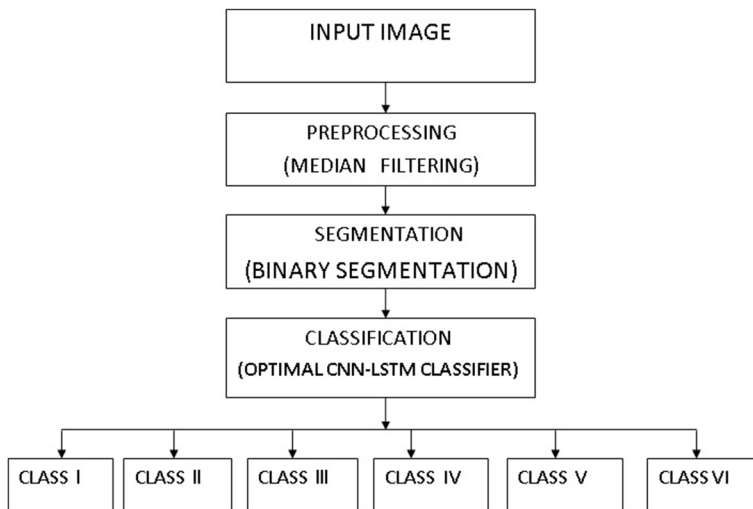 INPUT IMAGE
PREPROCESSING
(MEDIAN FILTERING)
SEGMENTATION
(BINARY SEGMENTATION)
CLASSIFICATION
(OPTIMAL CNN-LSTM CLASSIFIER)
CLASS I
CLASS II
CLASS III
CLASS IV
CLASS V
CLASS VI